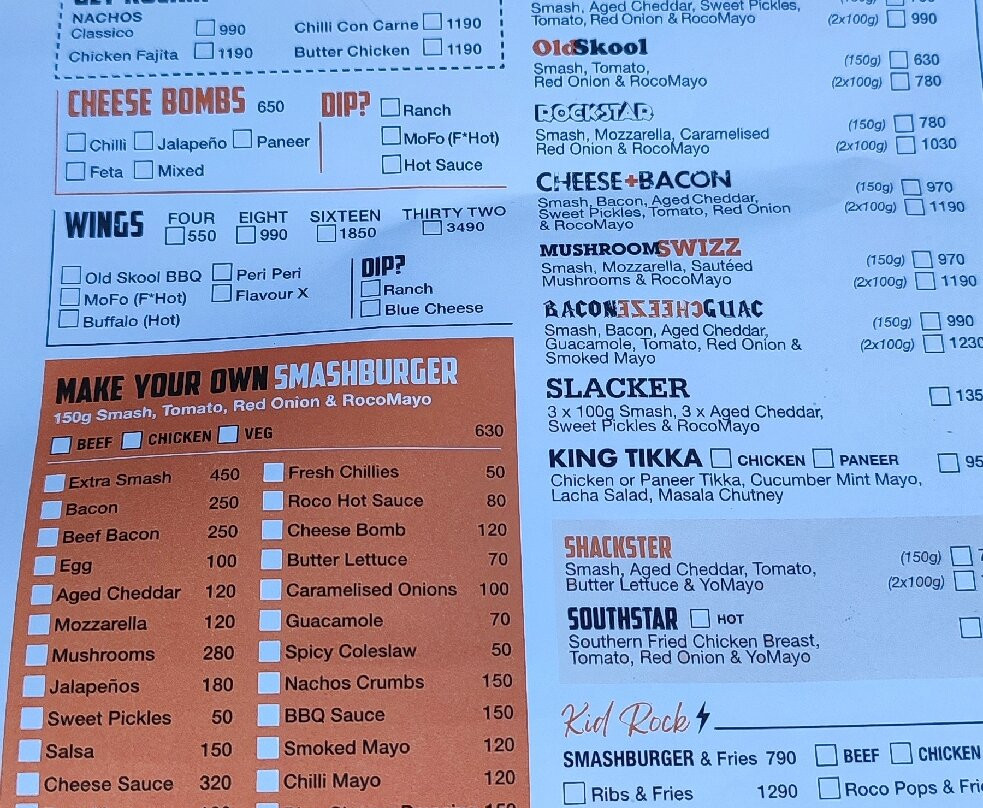 NACHOS
Classico 990
Chilli Con Carne 1190
Chicken Fajita 1190
Butter Chicken 1190
CHEESE BOMBS 650
Chilli Jalapeño Paneer
Feta Mixed
DIP? Ranch
MoFo (F*Hot)
Hot Sauce
WINGS
FOUR EIGHT SIXTEEN THIRTY TWO
550 990 1850 3490
Old Skool BBQ Peri Peri
MoFo (F*Hot) Flavour X
Buffalo (Hot)
DIP?
Ranch
Blue Cheese
MAKE YOUR OWN SMASHBURGER
150g Smash, Tomato, Red Onion & RocoMayo
BEEF CHICKEN VEG 630
Extra Smash 450
Bacon 250
Beef Bacon 250
Egg 100
Aged Cheddar 120
Mozzarella 120
Mushrooms 280
Jalapeños 180
Sweet Pickles 50
Salsa 150
Cheese Sauce 320
Fresh Chillies 50
Roco Hot Sauce 80
Cheese Bomb 120
Butter Lettuce 70
Caramelised Onions 100
Guacamole 70
Spicy Coleslaw 50
Nachos Crumbs 150
BBQ Sauce 150
Smoked Mayo 120
Chilli Mayo 120
Smash, Aged Cheddar, Sweet Pickles,
Tomato, Red Onion & RocoMayo (2x100g) 990
OldSkool
Smash, Tomato, (150g) 630
Red Onion & RocoMayo (2x100g) 780
ROCKSTAR
Smash, Mozzarella, Caramelised (150g) 780
Red Onion & RocoMayo (2x100g) 1030
CHEESE+BACON
Smash, Bacon, Aged Cheddar, (150g) 970
Sweet Pickles, Tomato, Red Onion (2x100g) 1190
& RocoMayo
MUSHROOMSWIZZ
Smash, Mozzarella, Sautéed (150g) 970
Mushrooms & RocoMayo (2x100g) 1190
BACONCHEEZEGUAC
Smash, Bacon, Aged Cheddar, (150g) 990
Guacamole, Tomato, Red Onion & (2x100g) 1230
Smoked Mayo
SLACKER
3 x 100g Smash, 3 x Aged Cheddar, 135
Sweet Pickles & RocoMayo
KING TIKKA CHICKEN PANEER 95
Chicken or Paneer Tikka, Cucumber Mint Mayo,
Lacha Salad, Masala Chutney
SHACKSTER
Smash, Aged Cheddar, Tomato, (150g)
Butter Lettuce & YoMayo (2x100g)
SOUTHSTAR HOT
Southern Fried Chicken Breast,
Tomato, Red Onion & YoMayo
Kid Rock
SMASHBURGER & Fries 790 BEEF CHICKEN
Ribs & Fries 1290 Roco Pops & Frie